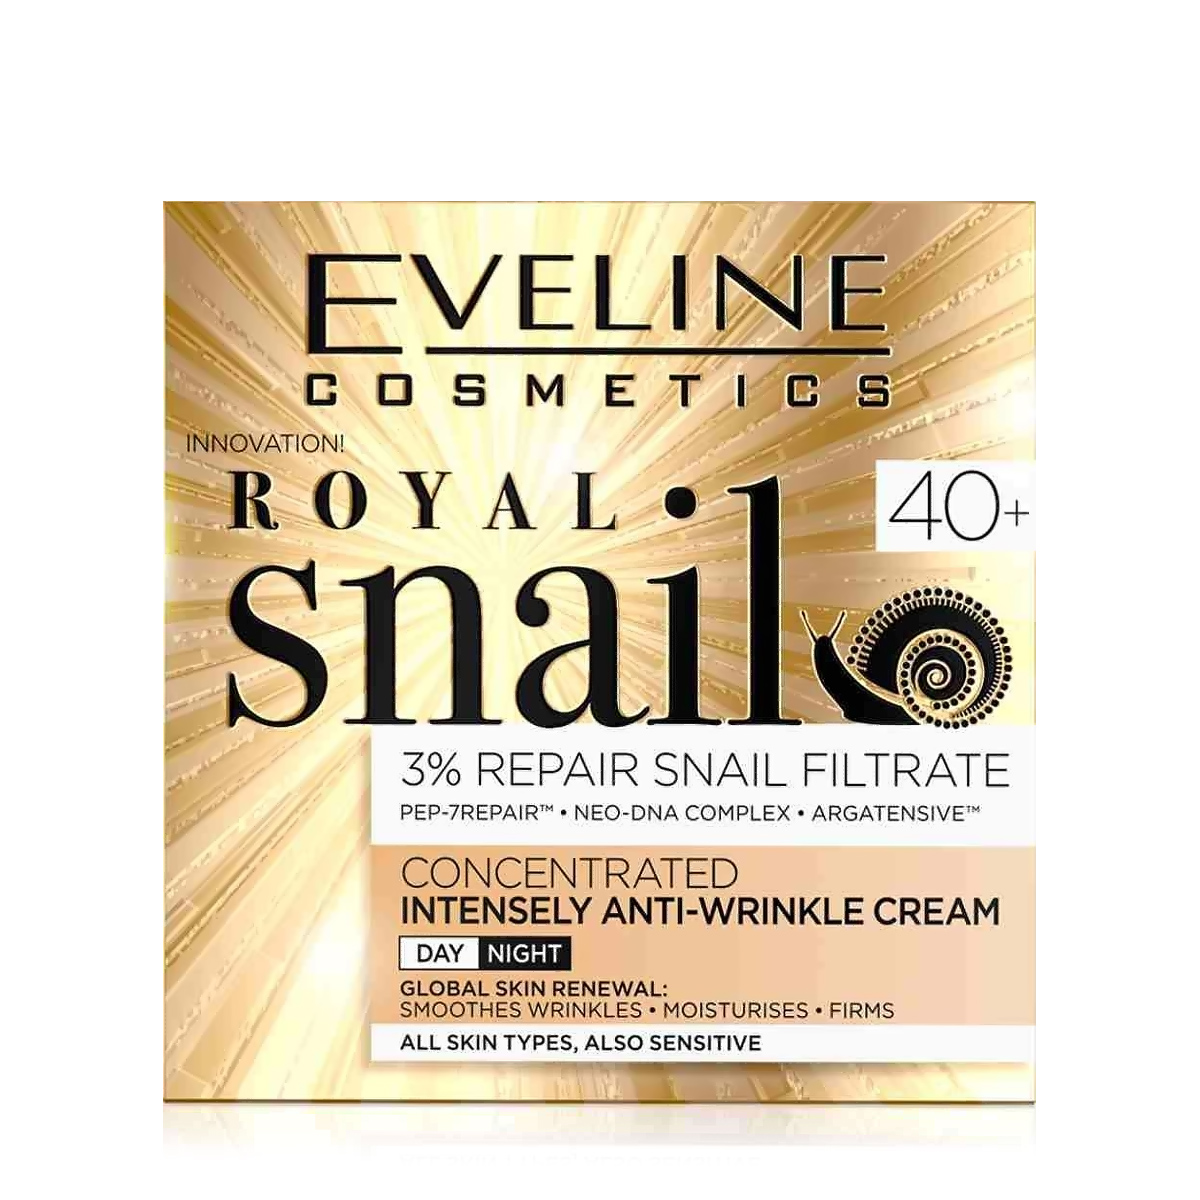 EVELINE
COSMETICS
INNOVATION!
ROYAL
snail
40+
3% REPAIR SNAIL FILTRATE
PEP-7REPAIR™ • NEO-DNA COMPLEX • ARGATENSIVE™
CONCENTRATED
INTENSELY ANTI-WRINKLE CREAM
DAY NIGHT
GLOBAL SKIN RENEWAL:
SMOOTHES WRINKLES • MOISTURISES • FIRMS
ALL SKIN TYPES, ALSO SENSITIVE